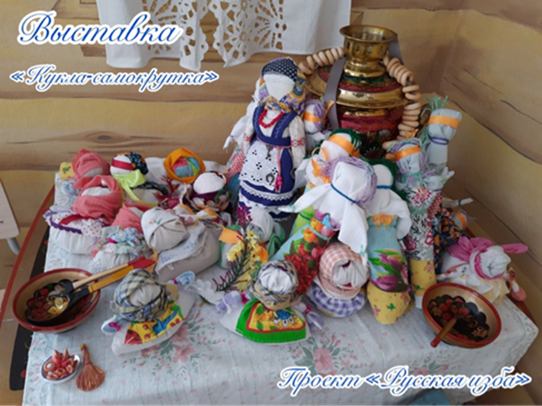 Выставка
«Кукла-самокрутка»
Проект «Русская изба»